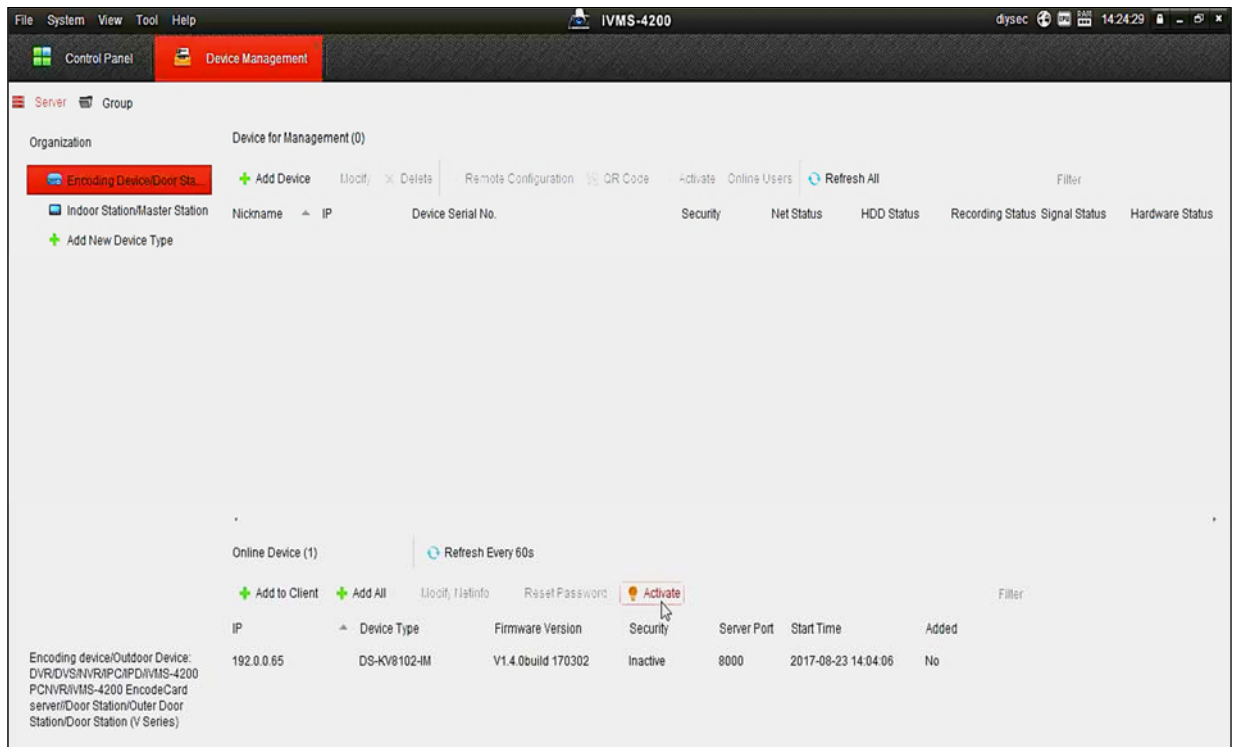 File System View Tool Help iVMS-4200 diysec 14:24:29
Control Panel Device Management
Server Group
Organization
Device for Management (0)
Encoding Device/Door Sta...
Add Device Modify Delete Remote Configuration QR Code Activate Online Users Refresh All Filter
Indoor Station/Master Station
Nickname IP Device Serial No. Security Net Status HDD Status Recording Status Signal Status Hardware Status
Add New Device Type
Online Device (1) Refresh Every 60s
Add to Client Add All Modify Netinfo Reset Password Activate Filter
IP Device Type Firmware Version Security Server Port Start Time Added
192.0.0.65 DS-KV8102-IM V1.4.0build 170302 Inactive 8000 2017-08-23 14:04:06 No
Encoding device/Outdoor Device:
DVR/DVS/NVR/IPC/IPD/iVMS-4200
PCNVR/iVMS-4200 EncodeCard
server//Door Station/Outer Door
Station/Door Station (V Series)